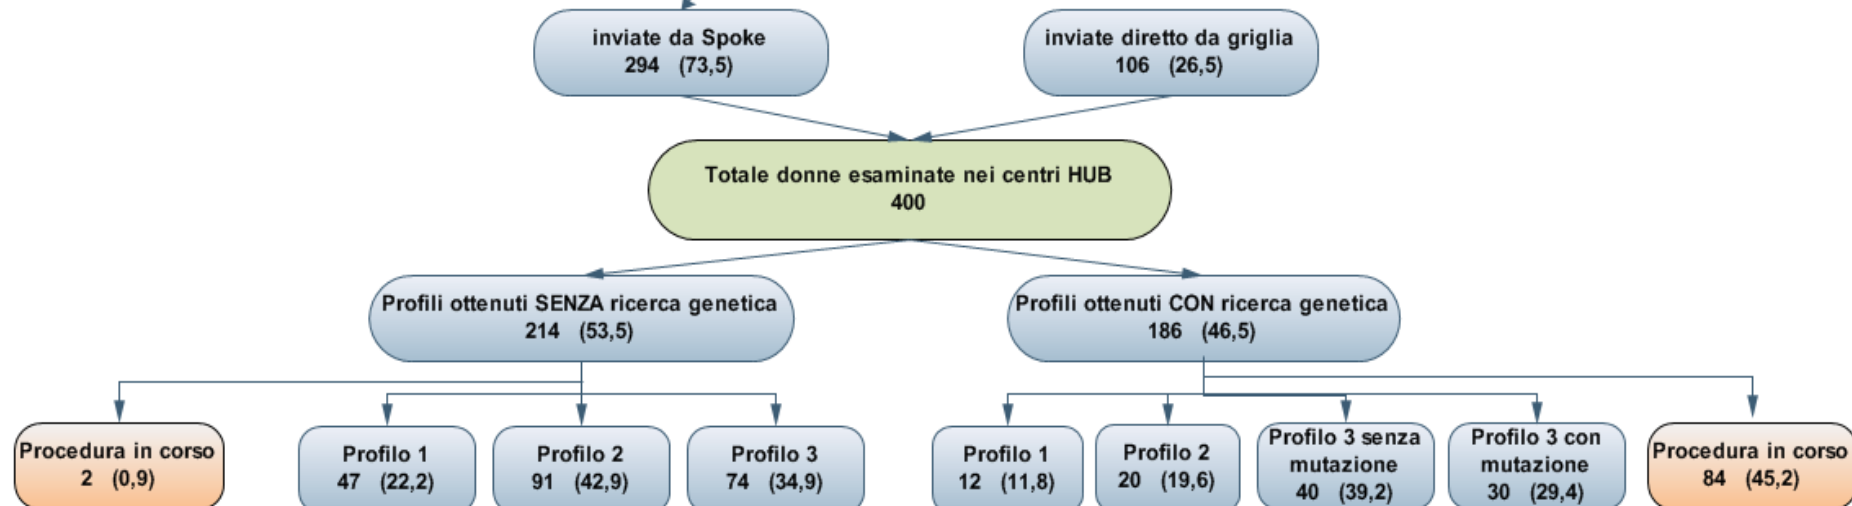 inviate da Spoke
294 (73,5)
inviate diretto da griglia
106 (26,5)
Totale donne esaminate nei centri HUB
400
Profili ottenuti SENZA ricerca genetica
214 (53,5)
Profili ottenuti CON ricerca genetica
186 (46,5)
Procedura in corso
2 (0,9)
Profilo 1
47 (22,2)
Profilo 2
91 (42,9)
Profilo 3
74 (34,9)
Profilo 1
12 (11,8)
Profilo 2
20 (19,6)
Profilo 3 senza
mutazione
40 (39,2)
Profilo 3 con
mutazione
30 (29,4)
Procedura in corso
84 (45,2)